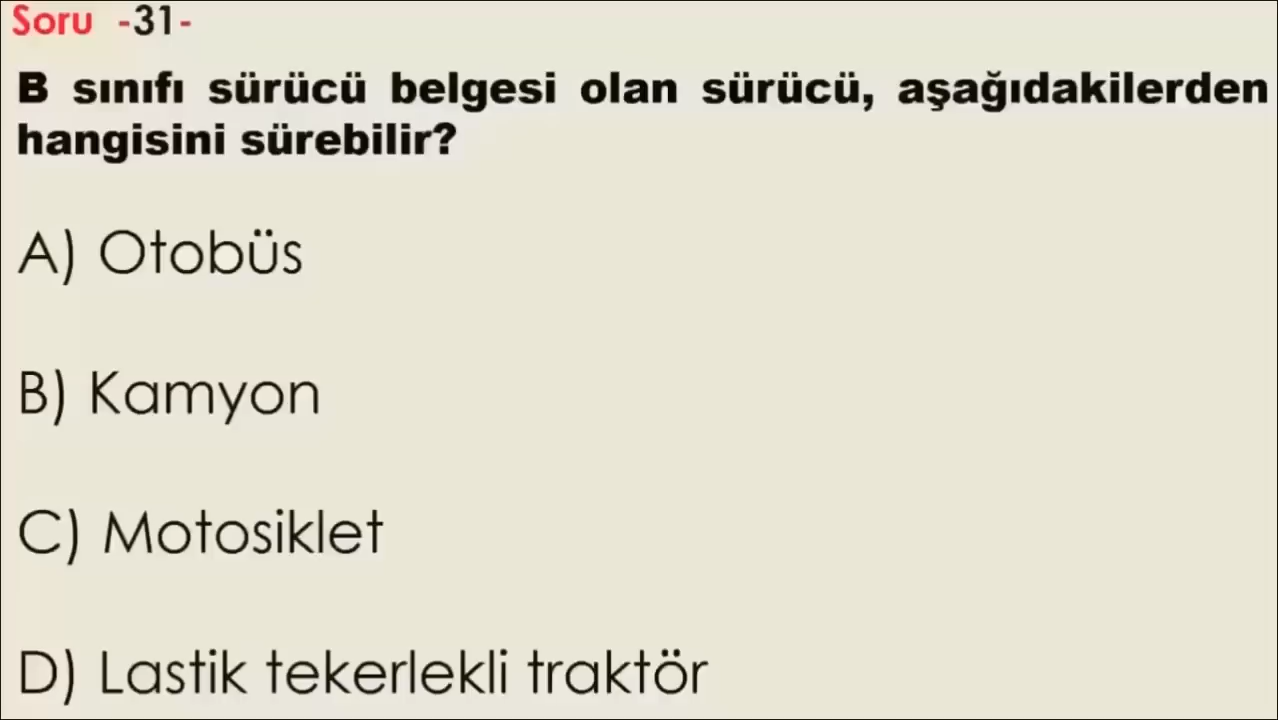 Soru -31-
B sınıfı sürücü belgesi olan sürücü, aşağıdakilerden
hangisini sürebilir?
A) Otobüs
B) Kamyon
C) Motosiklet
D) Lastik tekerlekli traktör